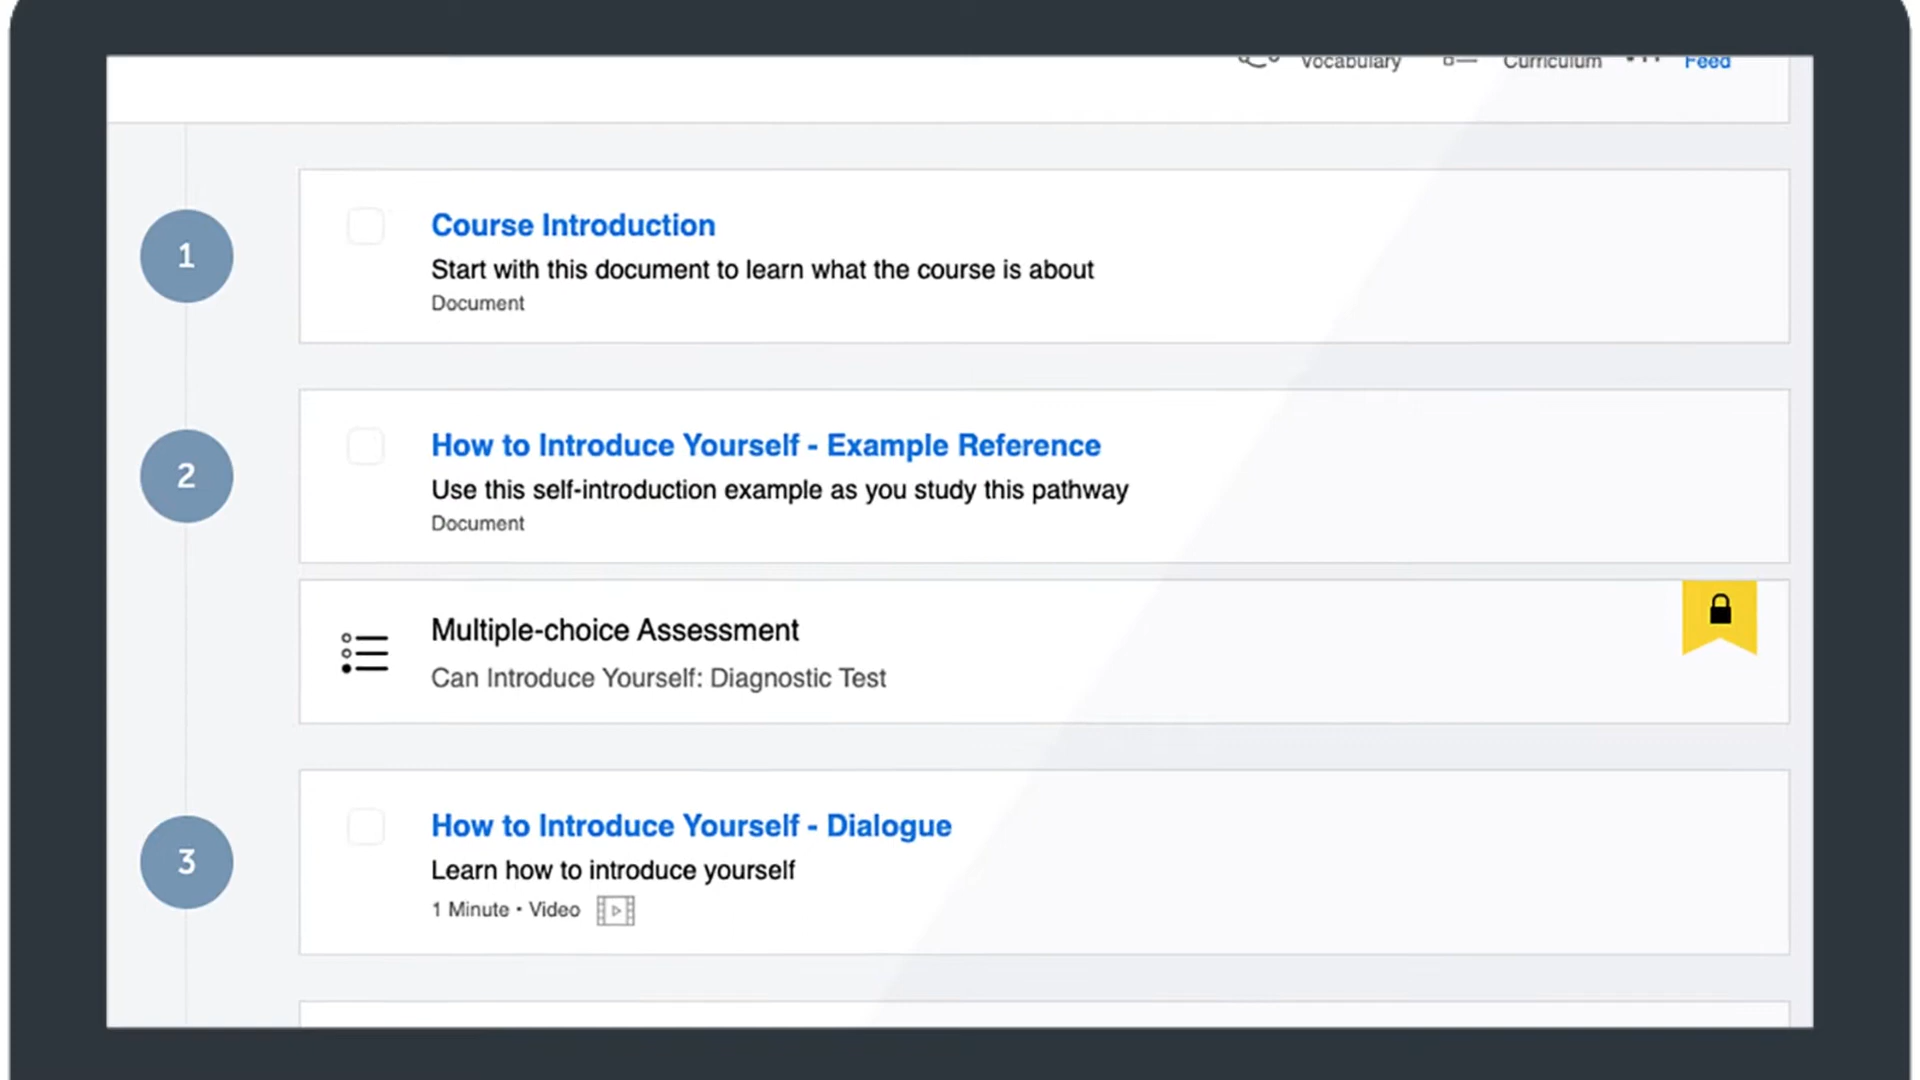 Vocabulary
Curriculum
Feed
1
Course Introduction
Start with this document to learn what the course is about
Document
2
How to Introduce Yourself - Example Reference
Use this self-introduction example as you study this pathway
Document
Multiple-choice Assessment
Can Introduce Yourself: Diagnostic Test
3
How to Introduce Yourself - Dialogue
Learn how to introduce yourself
1 Minute • Video